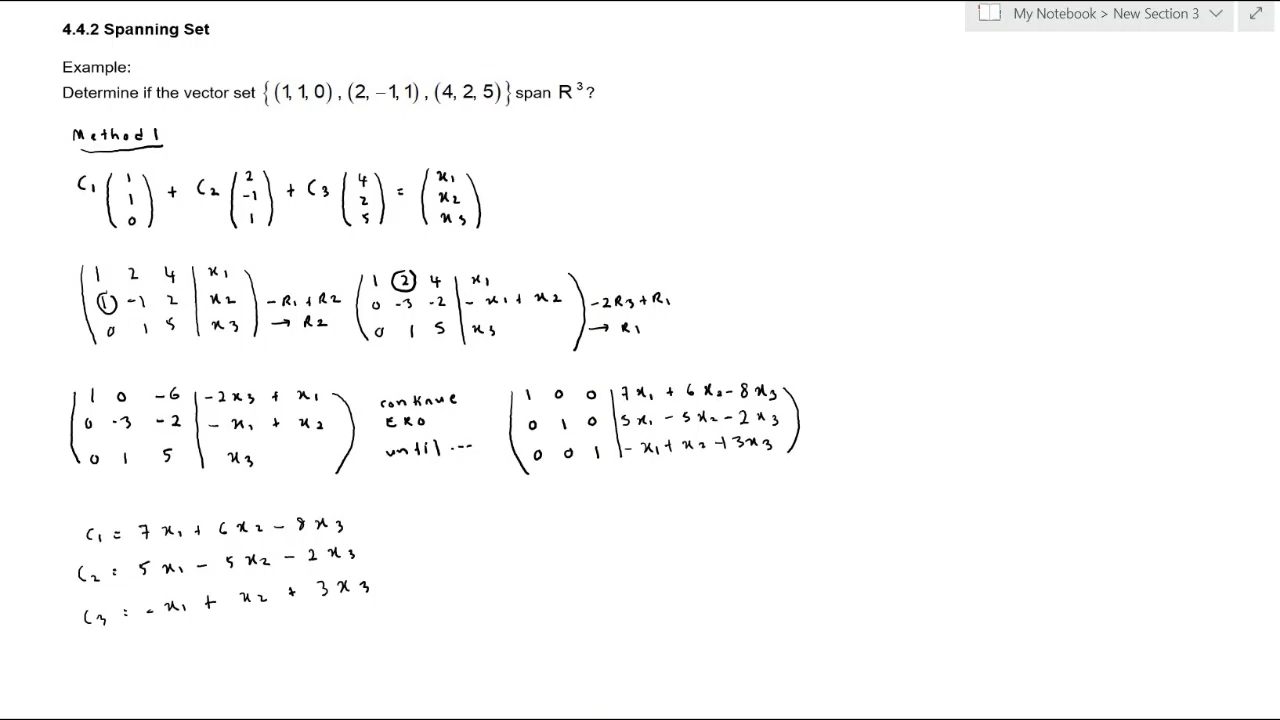 My Notebook > New Section 3
4.4.2 Spanning Set
Example:
Determine if the vector set {(1, 1, 0) , (2, −1, 1) , (4, 2, 5)} span R³?
Method 1
C₁ (1 1 0) + C₂ (2 -1 1) + C₃ (4 2 5) = (x₁ x₂ x₃)
1 2 4 | x₁
1 -1 2 | x₂
0 1 5 | x₃
-R₁ + R₂
→ R₂
1 2 4 | x₁
0 -3 -2 | - x₁ + x₂
0 1 5 | x₃
-2R₃ + R₁
→ R₁
1 0 -6 | -2x₃ + x₁
0 -3 -2 | - x₁ + x₂
0 1 5 | x₃
continue
ERO
until ...
1 0 0 | 7x₁ + 6x₂ - 8x₃
0 1 0 | 5x₁ - 5x₂ - 2x₃
0 0 1 | - x₁ + x₂ + 3x₃
C₁ = 7x₁ + 6x₂ - 8x₃
C₂ = 5x₁ - 5x₂ - 2x₃
C₃ = - x₁ + x₂ + 3x₃